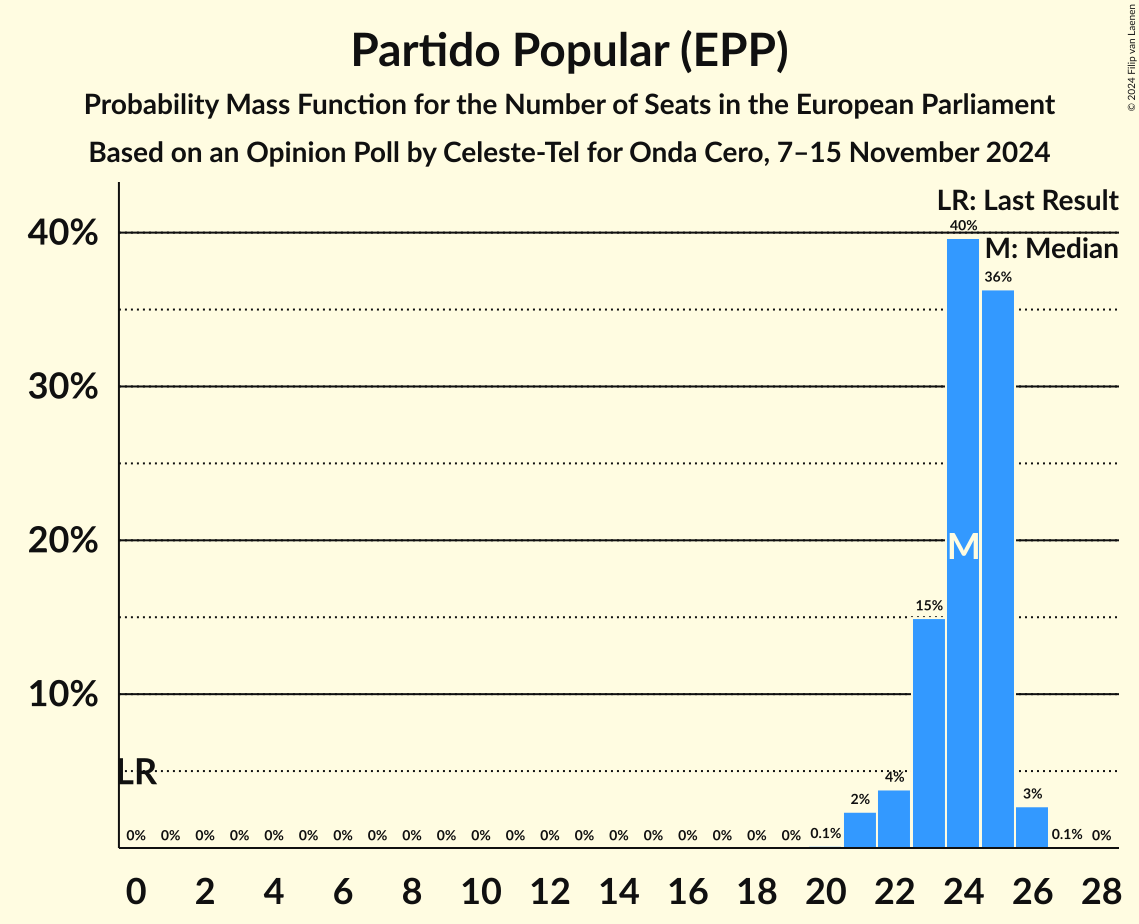 Partido Popular (EPP)
Probability Mass Function for the Number of Seats in the European Parliament
Based on an Opinion Poll by Celeste-Tel for Onda Cero, 7–15 November 2024
© 2024 Filip van Laenen
LR: Last Result
M: Median
40%
30%
20%
10%
40%
36%
M
15%
LR
4%
2%
3%
0% 0% 0% 0% 0% 0% 0% 0% 0% 0% 0% 0% 0% 0% 0% 0% 0% 0% 0% 0% 0.1% 0.1% 0%
0 2 4 6 8 10 12 14 16 18 20 22 24 26 28